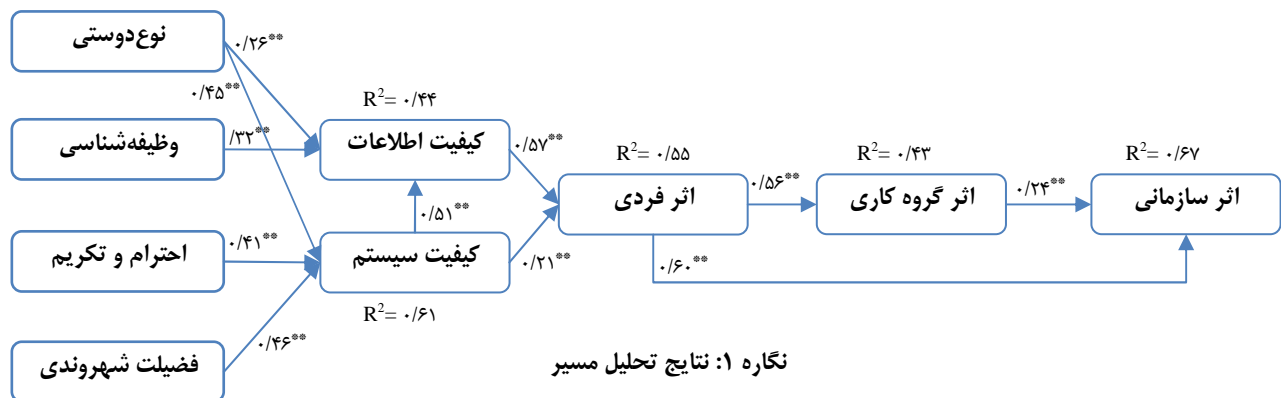 نوع‌دوستی
۰/۲۶**
۰/۴۵**
R²= ۰/۴۴
وظیفه‌شناسی
/۳۲**
کیفیت اطلاعات
۰/۵۷**
R²= ۰/۵۵
R²= ۰/۴۳
R²= ۰/۶۷
اثر فردی
۰/۵۶**
اثر گروه کاری
۰/۲۴**
اثر سازمانی
۰/۵۱**
احترام و تکریم
۰/۴۱**
کیفیت سیستم
۰/۲۱**
۰/۶۰**
R²= ۰/۶۱
۰/۴۶**
فضیلت شهروندی
نگاره ۱: نتایج تحلیل مسیر